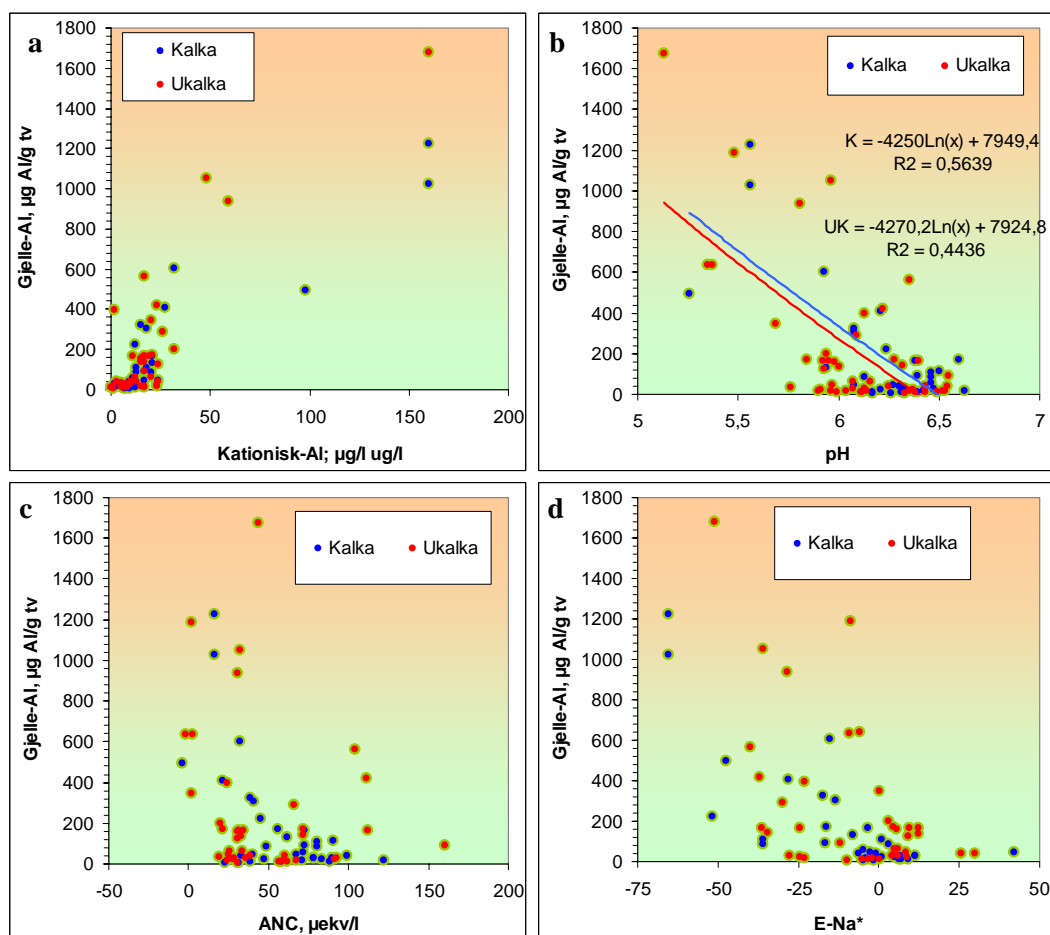 a
Kalka
Ukalka
1800
1600
1400
1200
1000
800
600
400
200
0
Gjelle-Al, µg Al/g tv
0 50 100 150 200
Kationisk-Al; µg/l ug/l
b
Kalka Ukalka
K = -4250Ln(x) + 7949,4
R2 = 0,5639
UK = -4270,2Ln(x) + 7924,8
R2 = 0,4436
1800
1600
1400
1200
1000
800
600
400
200
0
Gjelle-Al, µg Al/g tv
5 5,5 6 6,5 7
pH
c
Kalka Ukalka
1800
1600
1400
1200
1000
800
600
400
200
0
Gjelle-Al, µg Al/g tv
-50 0 50 100 150 200
ANC, µekv/l
d
Kalka Ukalka
1800
1600
1400
1200
1000
800
600
400
200
0
Gjelle-Al, µg Al/g tv
-75 -50 -25 0 25 50
E-Na*